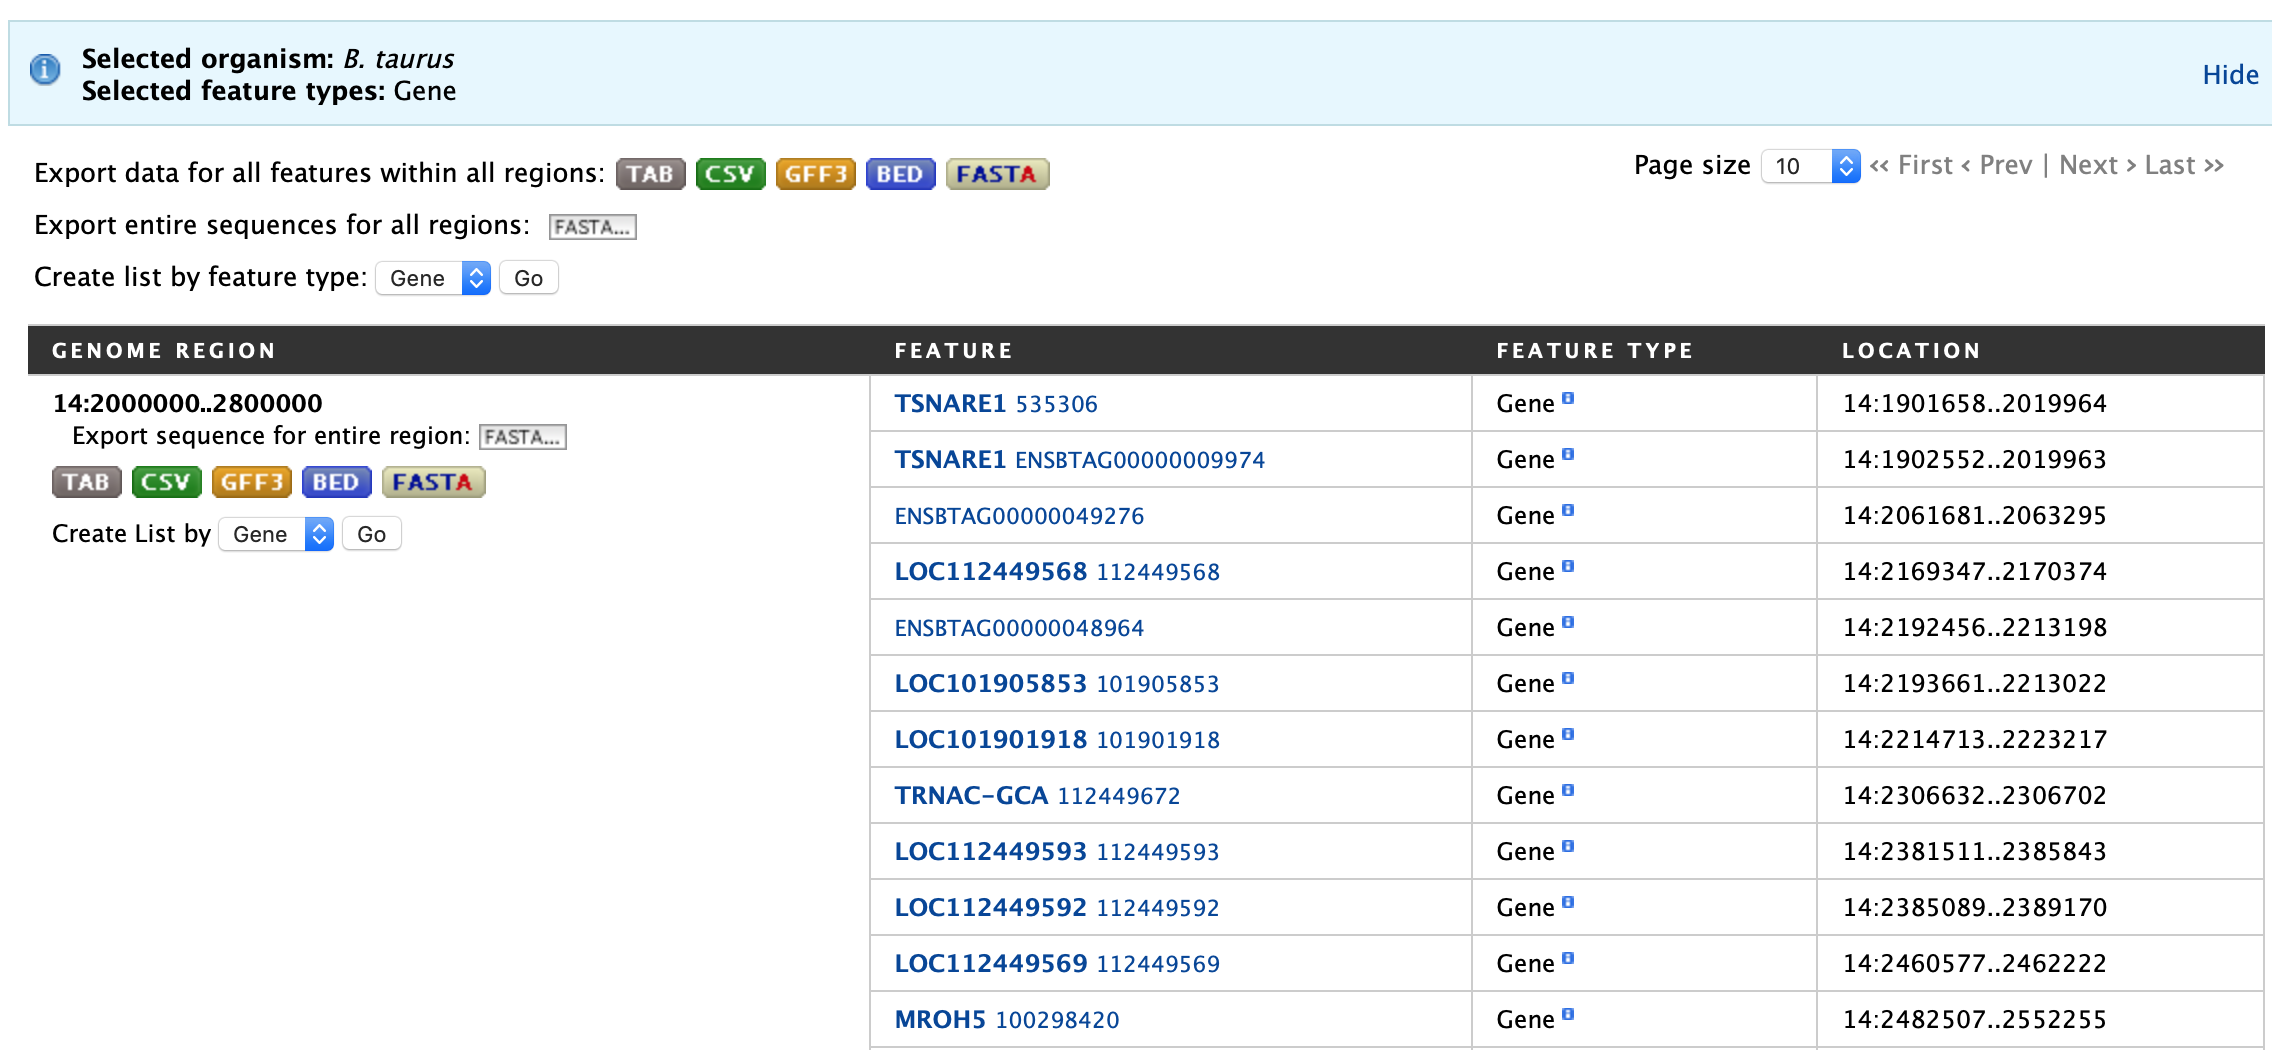 Selected organism: B. taurus
Selected feature types: Gene
Hide
Export data for all features within all regions: TAB CSV GFF3 BED FASTA
Page size 10 << First < Prev | Next > Last >>
Export entire sequences for all regions: FASTA...
Create list by feature type: Gene Go
GENOME REGION FEATURE FEATURE TYPE LOCATION
14:2000000..2800000
Export sequence for entire region: FASTA...
TAB CSV GFF3 BED FASTA
Create List by Gene Go
TSNARE1 535306 Gene 14:1901658..2019964
TSNARE1 ENSBTAG00000009974 Gene 14:1902552..2019963
ENSBTAG00000049276 Gene 14:2061681..2063295
LOC112449568 112449568 Gene 14:2169347..2170374
ENSBTAG00000048964 Gene 14:2192456..2213198
LOC101905853 101905853 Gene 14:2193661..2213022
LOC101901918 101901918 Gene 14:2214713..2223217
TRNAC-GCA 112449672 Gene 14:2306632..2306702
LOC112449593 112449593 Gene 14:2381511..2385843
LOC112449592 112449592 Gene 14:2385089..2389170
LOC112449569 112449569 Gene 14:2460577..2462222
MROH5 100298420 Gene 14:2482507..2552255